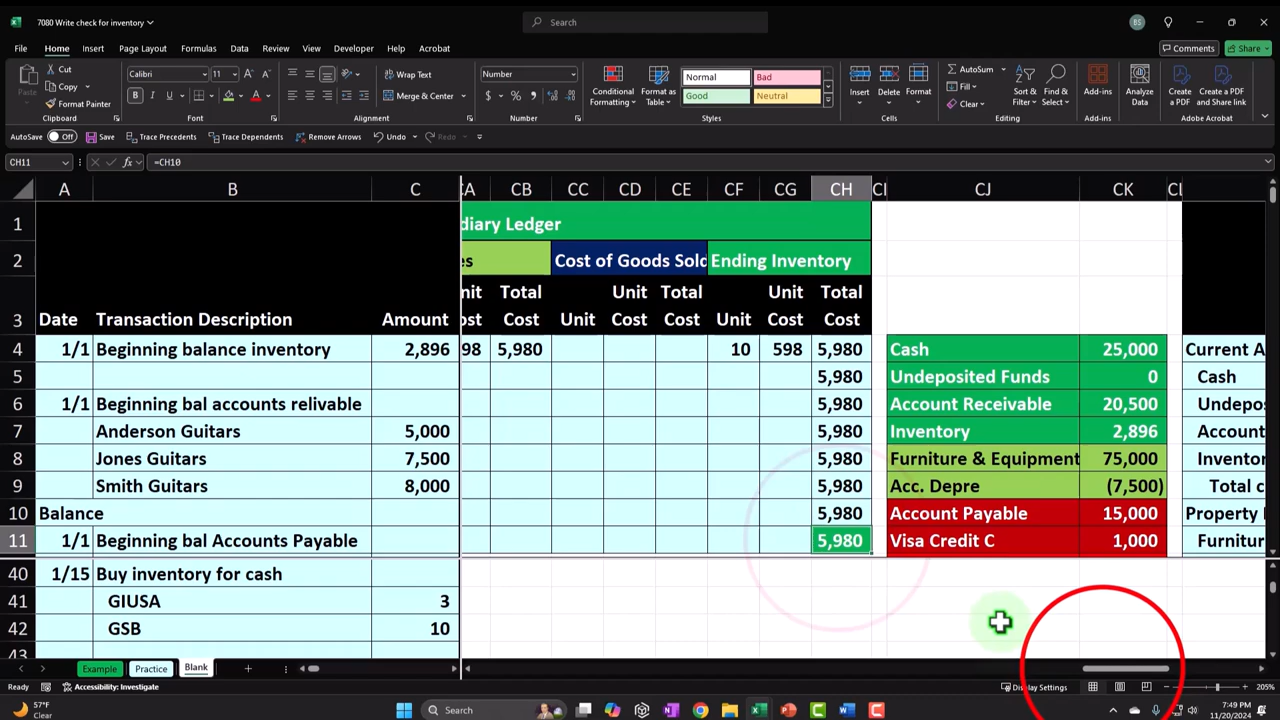 7080 Write check for inventory
Search
BS
File Home Insert Page Layout Formulas Data Review View Developer Help Acrobat Comments Share
Cut
Copy
Format Painter
Paste
Clipboard
Calibri 11
B I U
Font
Wrap Text
Merge & Center
Alignment
Number
Number
Conditional Formatting
Format as Table
Normal Bad
Good Neutral
Styles
Insert Delete Format
Cells
AutoSum
Fill
Clear
Sort & Filter
Find & Select
Editing
Add-ins
Add-ins
Analyze Data
Create a PDF
Create a PDF and Share link
Adobe Acrobat
AutoSave Off Save Trace Precedents Trace Dependents Remove Arrows Undo Redo
CH11 fx =CH10
A B C CA CB CC CD CE CF CG CH CI CJ CK CL
1 diary Ledger
2 es Cost of Goods Sold Ending Inventory
3 Date Transaction Description Amount nit ost Total Cost Unit Unit Cost Total Cost Unit Unit Cost Total Cost
4 1/1 Beginning balance inventory 2,896 98 5,980 10 598 5,980 Cash 25,000 Current A
5 5,980 Undeposited Funds 0 Cash
6 1/1 Beginning bal accounts relivable 5,980 Account Receivable 20,500 Undepos
7 Anderson Guitars 5,000 5,980 Inventory 2,896 Account
8 Jones Guitars 7,500 5,980 Furniture & Equipment 75,000 Inventor
9 Smith Guitars 8,000 5,980 Acc. Depre (7,500) Total c
10 Balance 5,980 Account Payable 15,000 Property
11 1/1 Beginning bal Accounts Payable 5,980 Visa Credit C 1,000 Furnitur
40 1/15 Buy inventory for cash
41 GIUSA 3
42 GSB 10
43
Example Practice Blank
Ready Accessibility: Investigate Display Settings 205%
57°F
Clear
Search
7:49 PM
11/20/2024